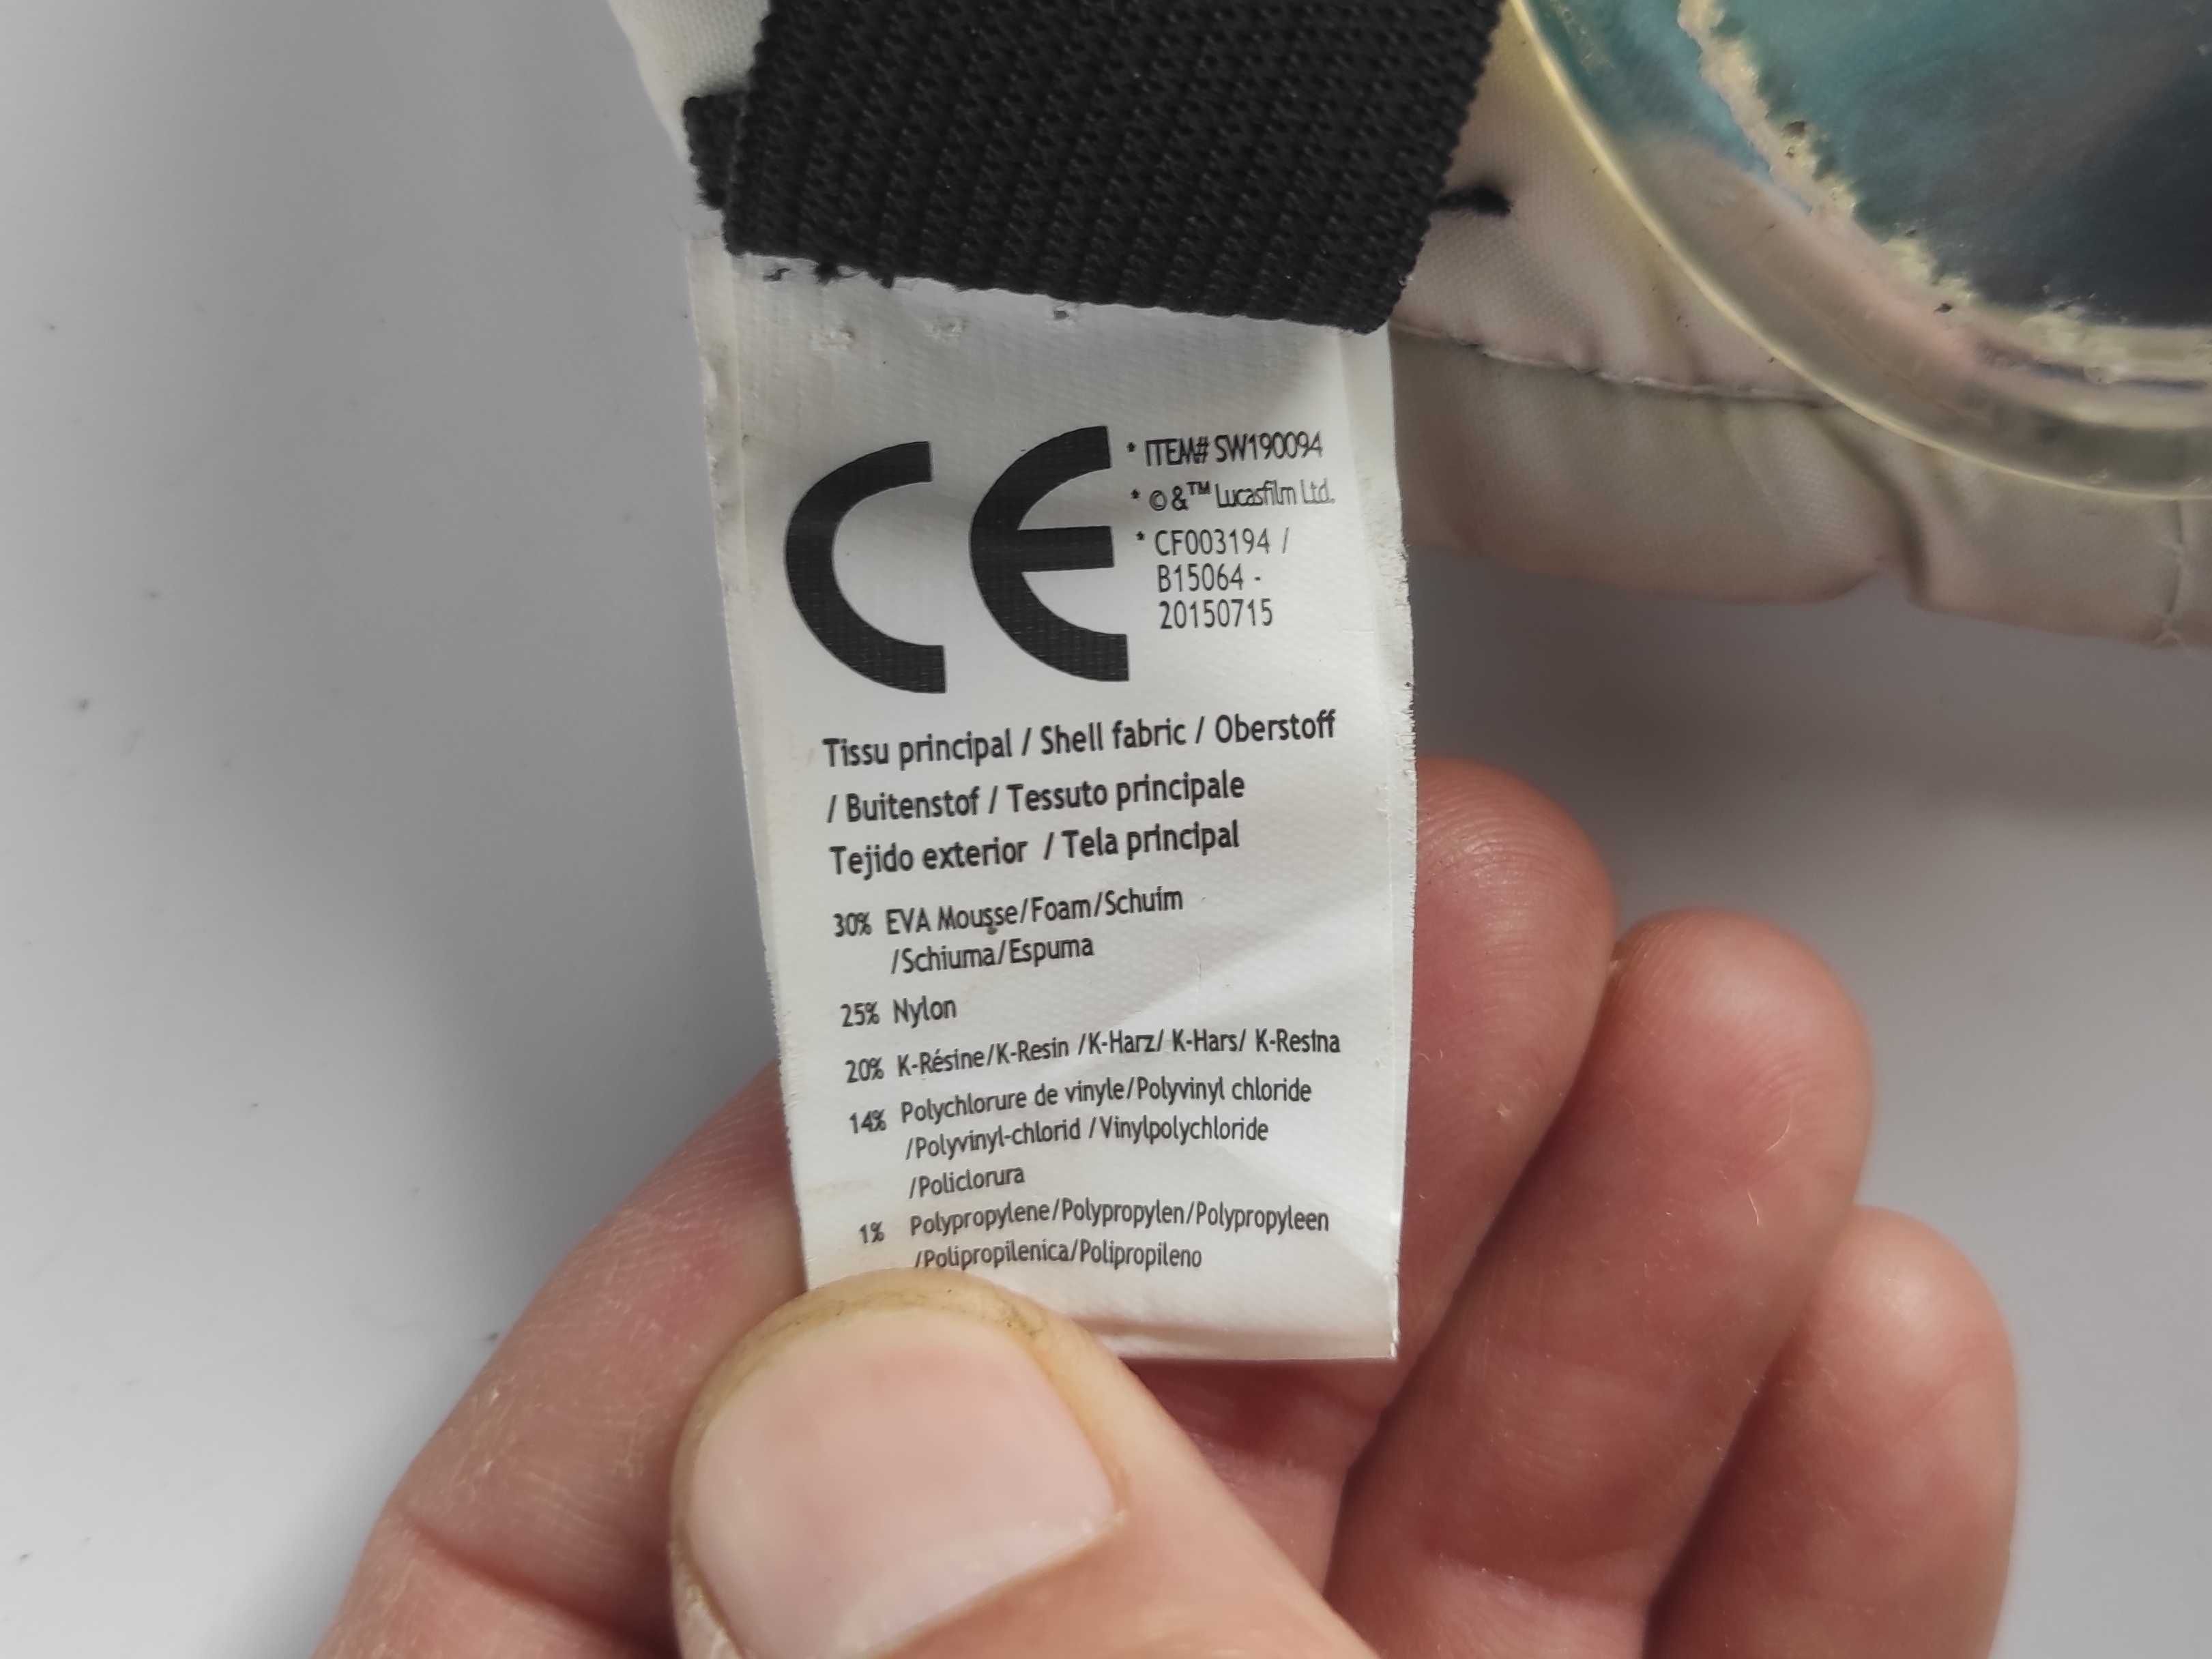 CE
* ITEM# SW190094
* ©&™ Lucasfilm Ltd.
* CF003194 /
B15064 -
20150715
Tissu principal / Shell fabric / Oberstoff
/ Buitenstof / Tessuto principale
Tejido exterior / Tela principal
30% EVA Mousse/Foam/Schuim
/Schiuma/Espuma
25% Nylon
20% K-Résine/K-Resin /K-Harz/ K-Hars/ K-Resina
14% Polychlorure de vinyle/Polyvinyl chloride
/Polyvinyl-chlorid /Vinylpolychloride
/Policlorura
1% Polypropylene/Polypropylen/Polypropyleen
/Polipropilenica/Polipropileno